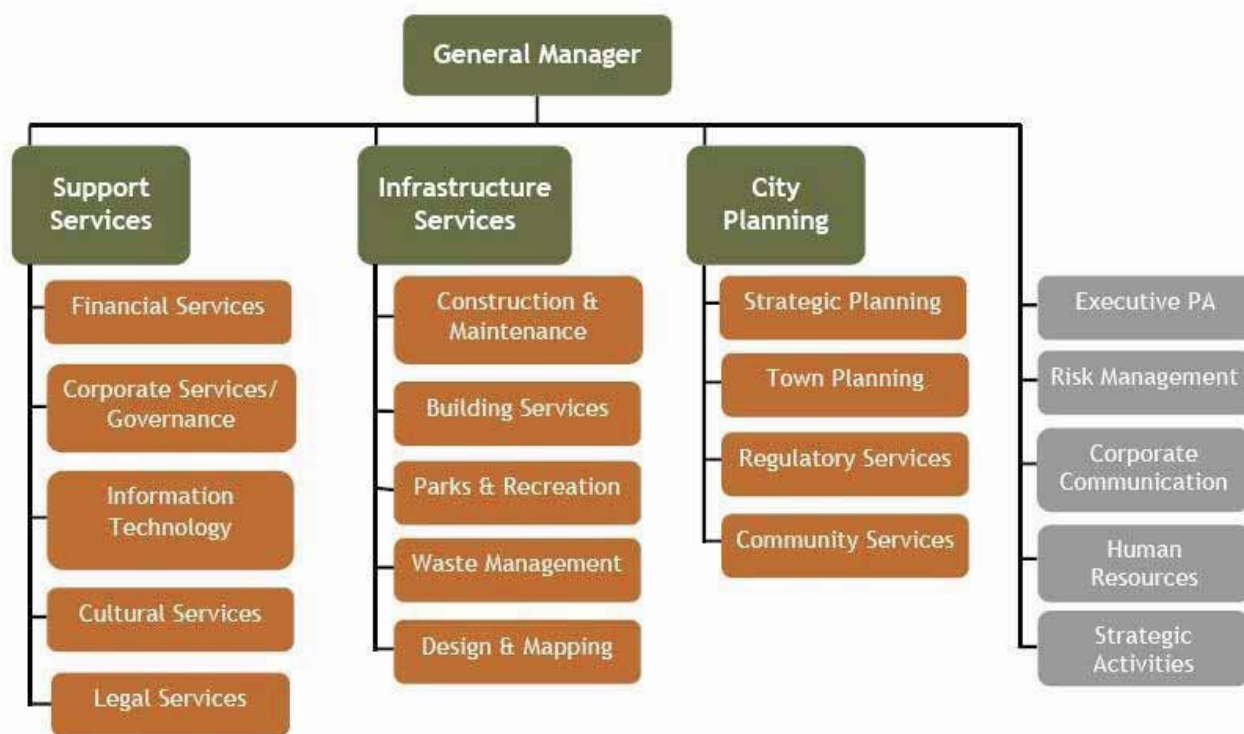 General Manager
Support
Services
Financial Services
Corporate Services/
Governance
Information
Technology
Cultural Services
Legal Services
Infrastructure
Services
Construction &
Maintenance
Building Services
Parks & Recreation
Waste Management
Design & Mapping
City
Planning
Strategic Planning
Town Planning
Regulatory Services
Community Services
Executive PA
Risk Management
Corporate
Communication
Human
Resources
Strategic
Activities